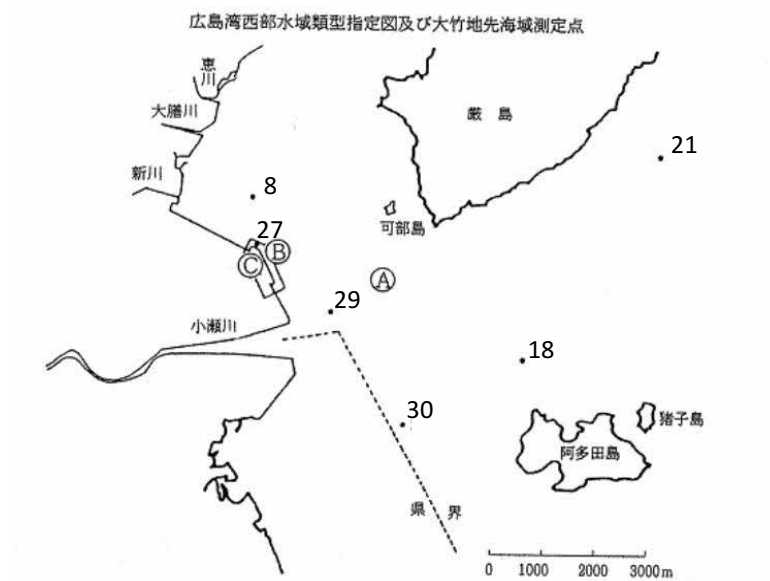 広島湾西部水域類型指定図及び大竹地先海域測定点
恵川
大膳川
新川
厳 島
21
8
可部島
27
B
C
A
29
小瀬川
18
30
猪子島
阿多田島
県 界
0 1000 2000 3000m